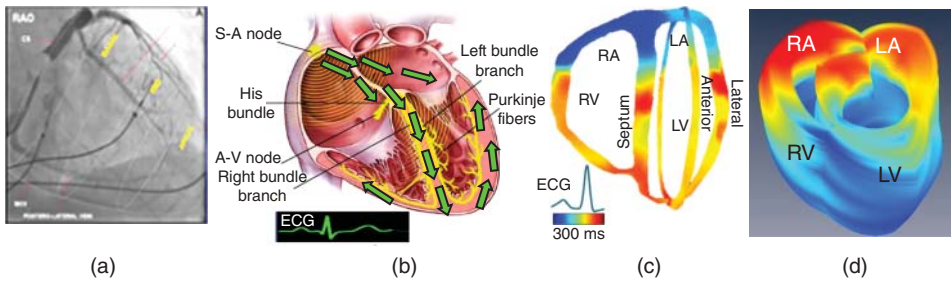 RAO
A
CS
S-A node
His
bundle
A-V node
Right bundle
branch
Left bundle
branch
Purkinje
fibers
ECG
RA
LA
RV
Septum
LV
Anterior
Lateral
ECG
300 ms
RA
LA
RV
LV
(a)
(b)
(c)
(d)